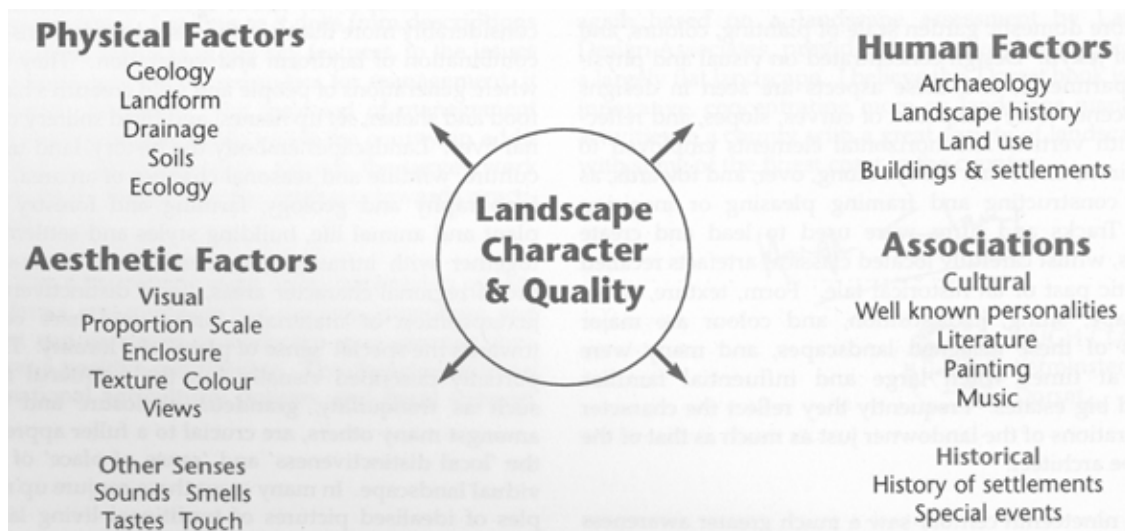 Physical Factors
Geology
Landform
Drainage
Soils
Ecology
Aesthetic Factors
Visual
Proportion Scale
Enclosure
Texture Colour
Views
Other Senses
Sounds Smells
Tastes Touch
Landscape
Character
& Quality
Human Factors
Archaeology
Landscape history
Land use
Buildings & settlements
Associations
Cultural
Well known personalities
Literature
Painting
Music
Historical
History of settlements
Special events